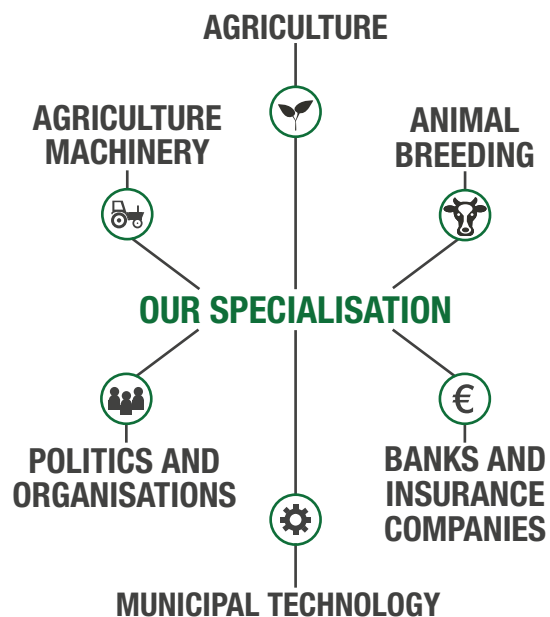 AGRICULTURE
AGRICULTURE
MACHINERY
ANIMAL
BREEDING
OUR SPECIALISATION
€
POLITICS AND
ORGANISATIONS
BANKS AND
INSURANCE
COMPANIES
MUNICIPAL TECHNOLOGY